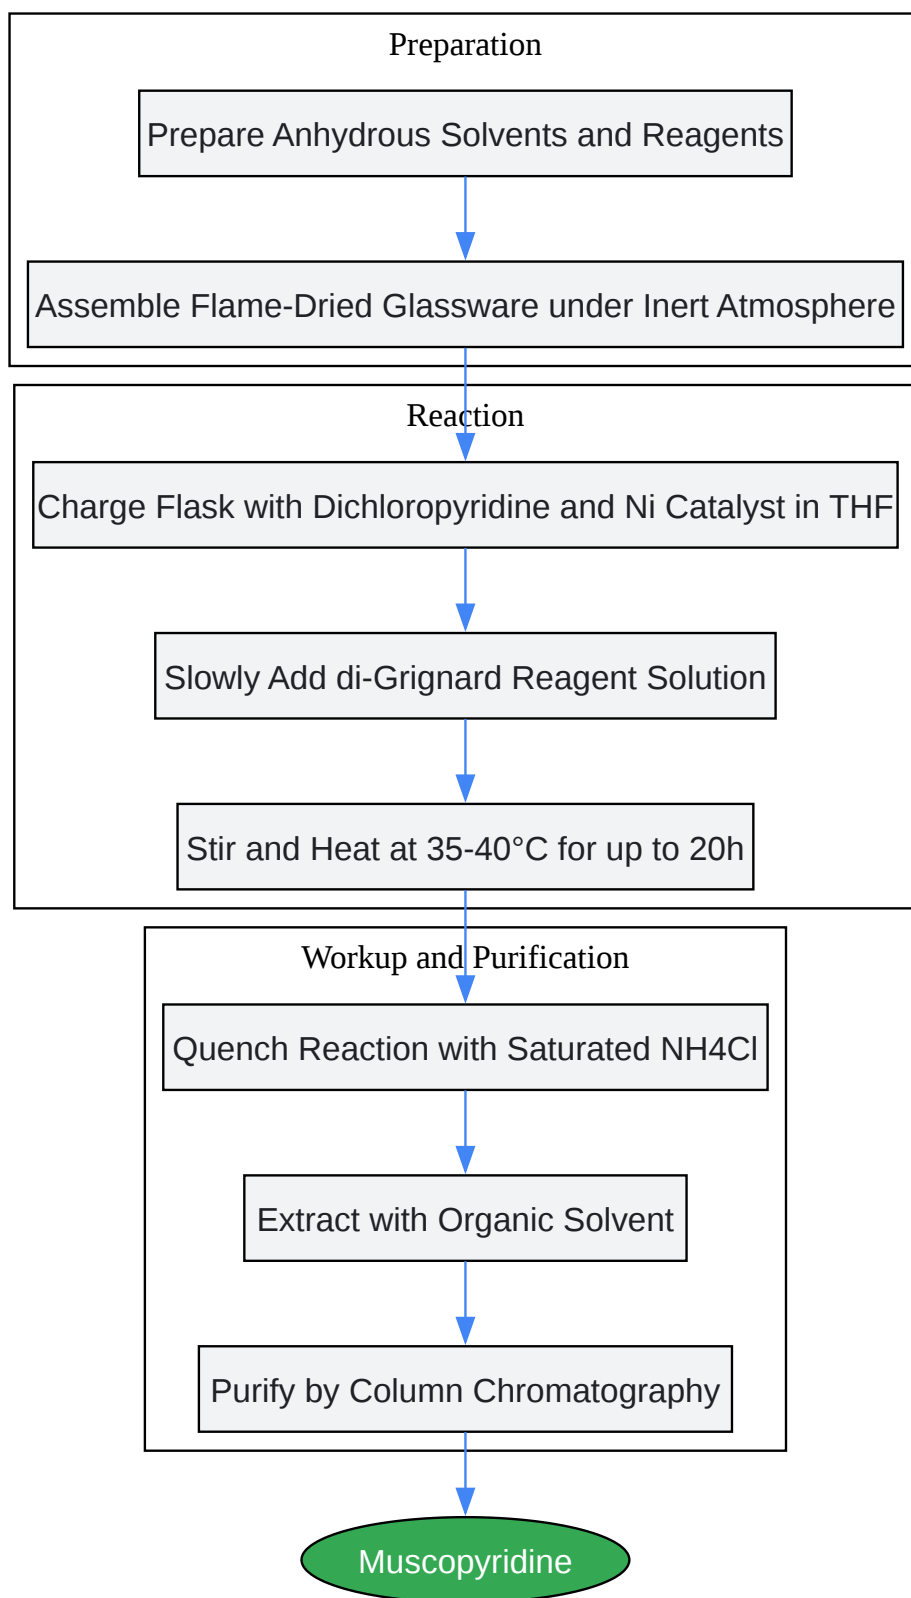 Preparation
Prepare Anhydrous Solvents and Reagents
Assemble Flame-Dried Glassware under Inert Atmosphere
Reaction
Charge Flask with Dichloropyridine and Ni Catalyst in THF
Slowly Add di-Grignard Reagent Solution
Stir and Heat at 35-40°C for up to 20h
Workup and Purification
Quench Reaction with Saturated NH4Cl
Extract with Organic Solvent
Purify by Column Chromatography
Muscopyridine